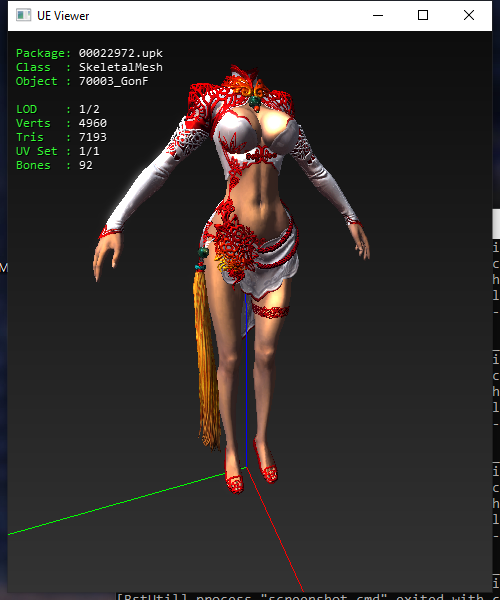 UE Viewer
Package: 00022972.upk
Class : SkeletalMesh
Object : 70003_GonF
LOD : 1/2
Verts : 4960
Tris : 7193
UV Set : 1/1
Bones : 92